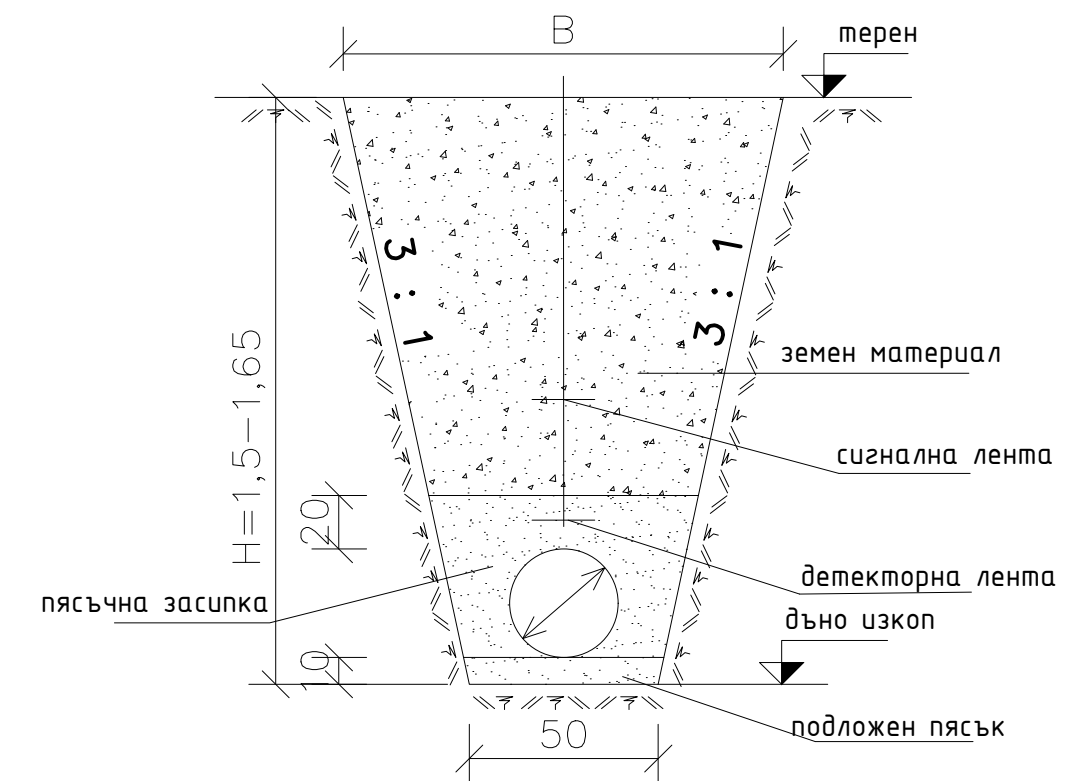 B
терен
3 : 1
3 : 1
H=1,5-1,65
земен материал
сигнална лента
20
детекторна лента
пясъчна засипка
дъно изкоп
10
подложен пясък
50